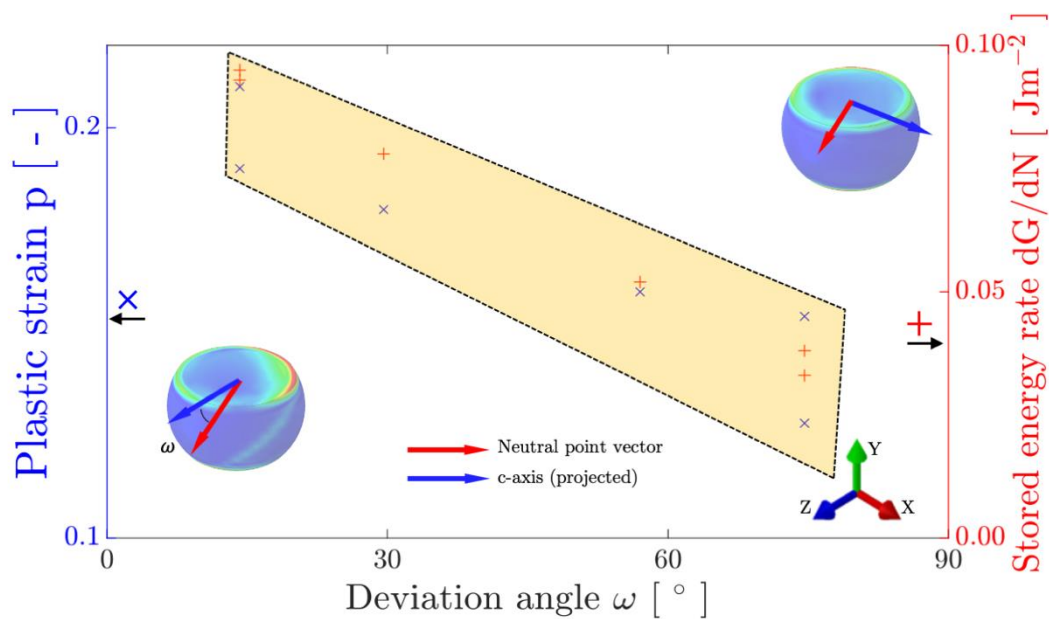 Plastic strain p [ - ]
0.2
0.1
0
30
60
90
Deviation angle ω [ ° ]
0.10
0.05
0.00
Stored energy rate dG/dN [ Jm⁻² ]
ω
Neutral point vector
c-axis (projected)
Y
Z
X